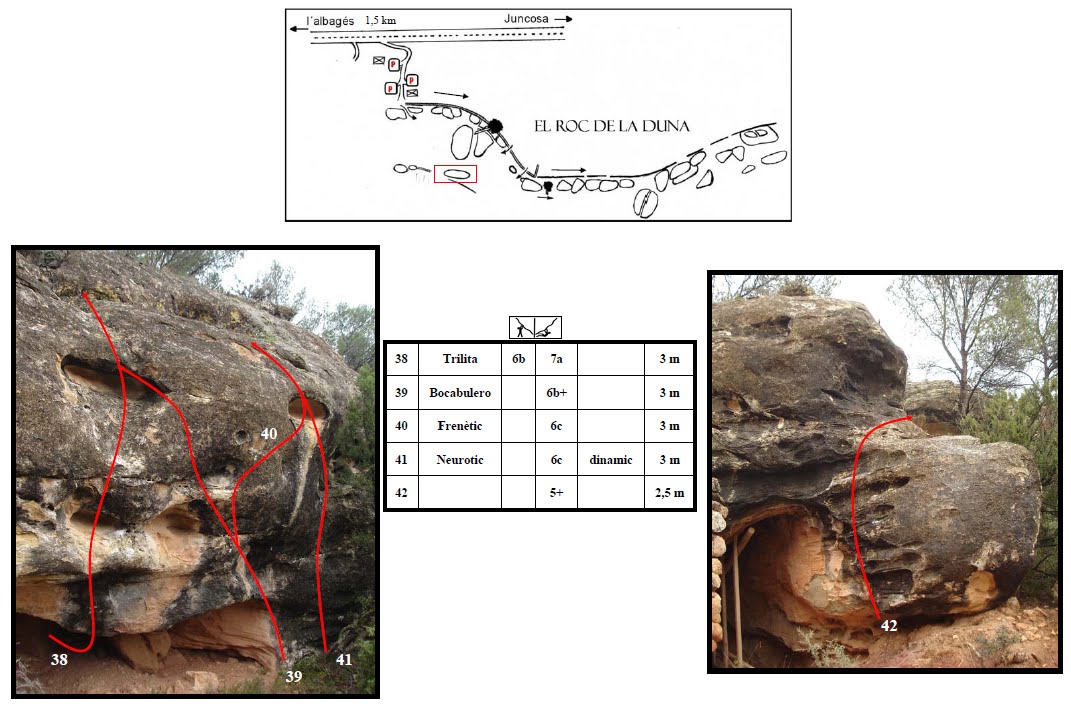 l'albagés 1,5 km Juncosa
P
P
P
EL ROC DE LA DUNA
38 Trilita 6b 7a 3 m
39 Bocabulero 6b+ 3 m
40 Frenètic 6c 3 m
41 Neurotic 6c dinamic 3 m
42 5+ 2,5 m
40
38
39
41
42